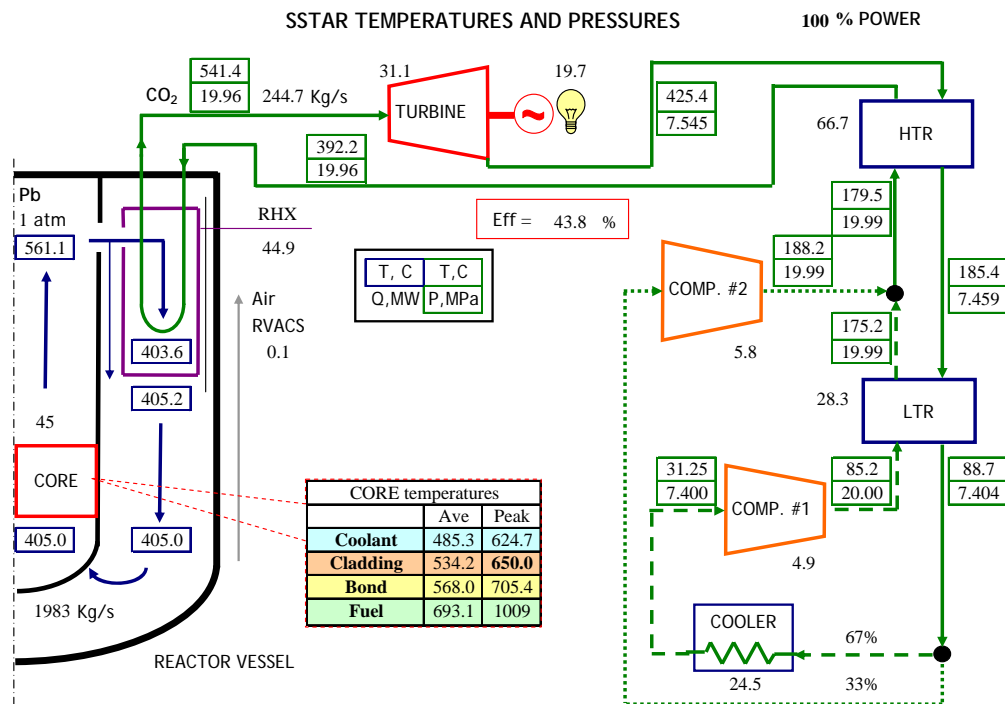 SSTAR TEMPERATURES AND PRESSURES
100 % POWER
541.4
19.96
CO₂
244.7 Kg/s
31.1
TURBINE
~
19.7
425.4
7.545
66.7
HTR
392.2
19.96
179.5
19.99
188.2
19.99
Pb
1 atm
561.1
RHX
44.9
Eff = 43.8 %
T, C
T,C
Q,MW
P,MPa
COMP. #2
5.8
185.4
7.459
175.2
19.99
Air
RVACS
0.1
403.6
405.2
28.3
LTR
45
CORE
405.0
405.0
31.25
7.400
COMP. #1
4.9
85.2
20.00
88.7
7.404
CORE temperatures
Ave Peak
Coolant 485.3 624.7
Cladding 534.2 650.0
Bond 568.0 705.4
Fuel 693.1 1009
1983 Kg/s
REACTOR VESSEL
COOLER
24.5
67%
33%